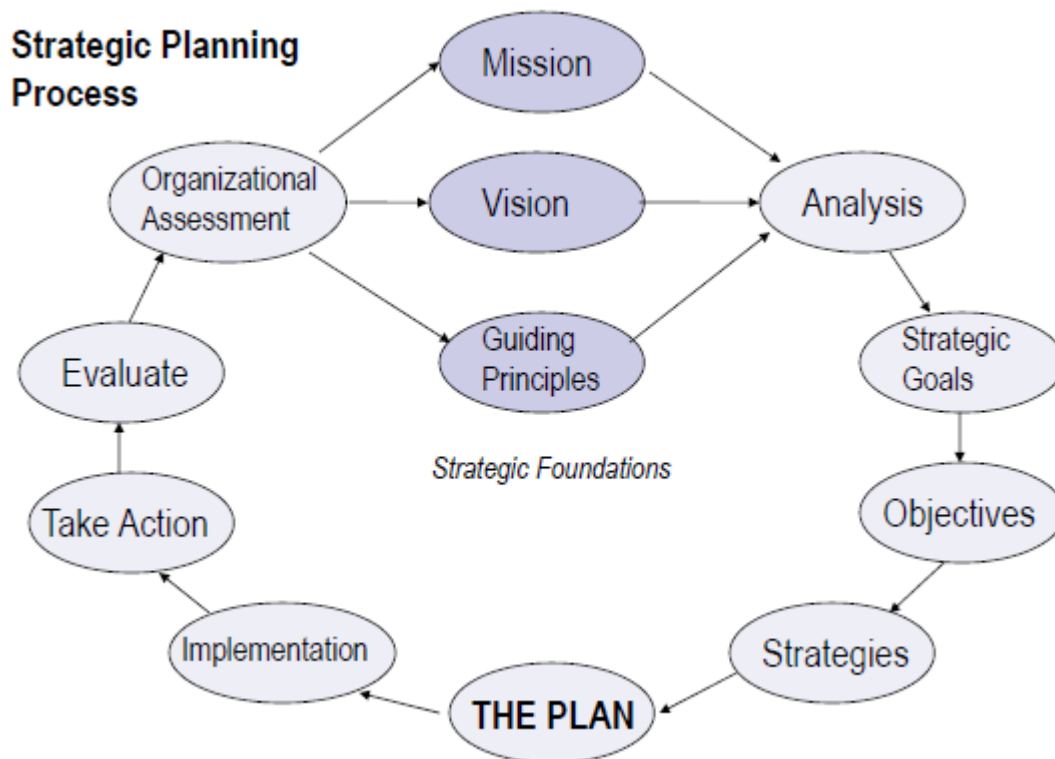 Strategic Planning
Process
Mission
Organizational
Assessment
Vision
Analysis
Guiding
Principles
Strategic
Goals
Evaluate
Strategic Foundations
Take Action
Objectives
Implementation
Strategies
THE PLAN